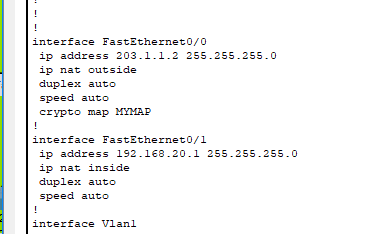 !
!
!
interface FastEthernet0/0
ip address 203.1.1.2 255.255.255.0
ip nat outside
duplex auto
speed auto
crypto map MYMAP
!
interface FastEthernet0/1
ip address 192.168.20.1 255.255.255.0
ip nat inside
duplex auto
speed auto
!
interface Vlan1